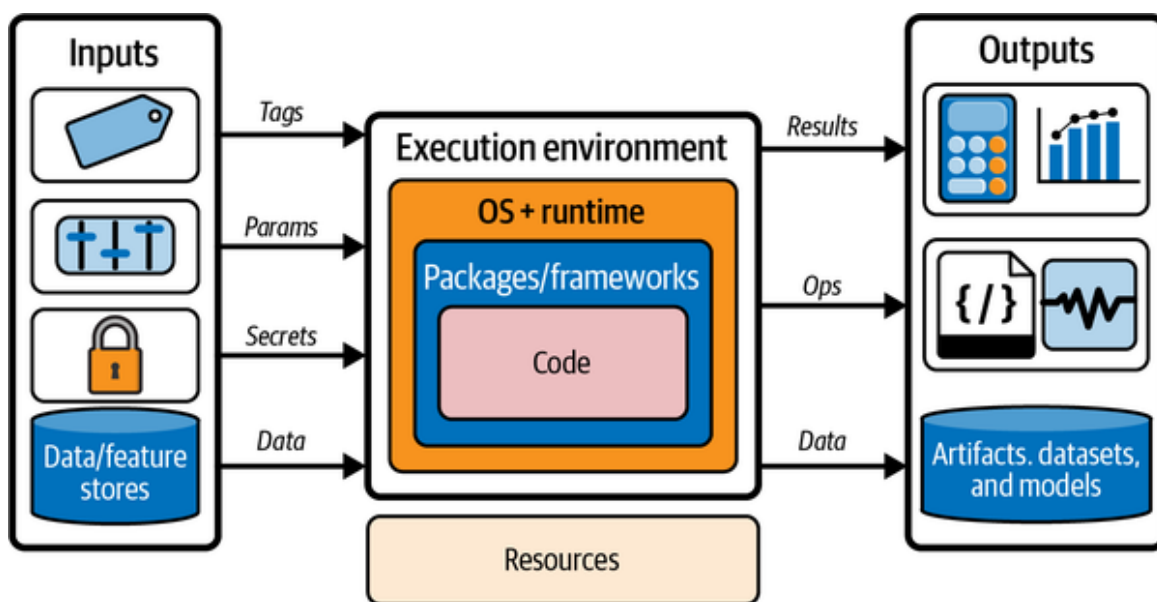 Inputs
Tags
Params
Secrets
Data/feature
stores
Data
Execution environment
OS + runtime
Packages/frameworks
Code
Resources
Outputs
Results
{/}
Ops
Data
Artifacts. datasets,
and models